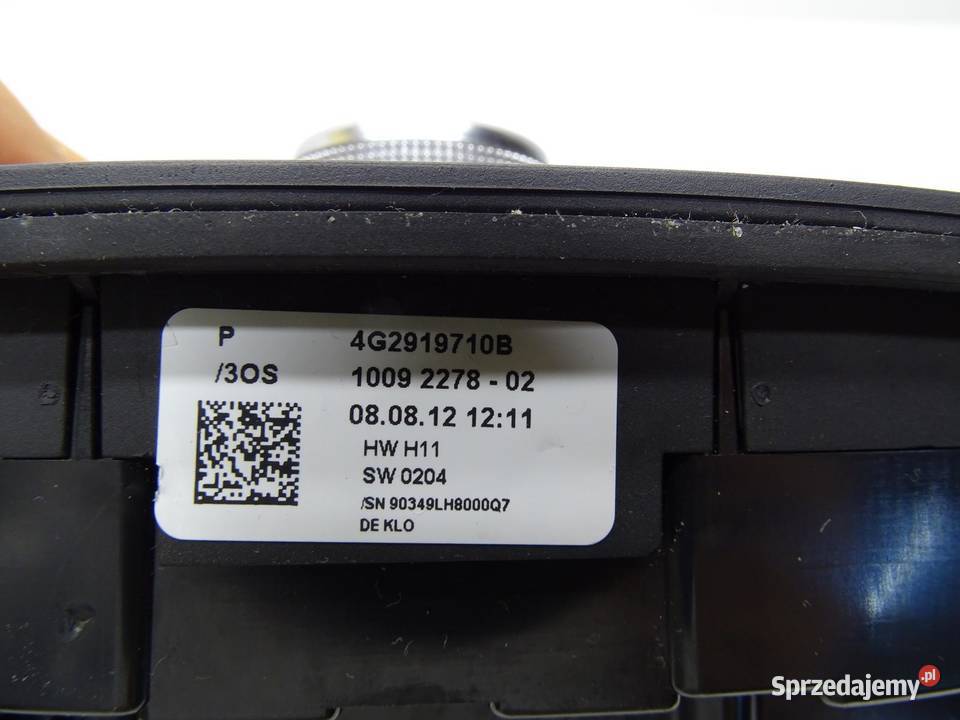 P 4G2919710B
/3OS 1009 2278 - 02
08.08.12 12:11
HW H11
SW 0204
/SN 90349LH8000Q7
DE KLO
Sprzedajemy.pl